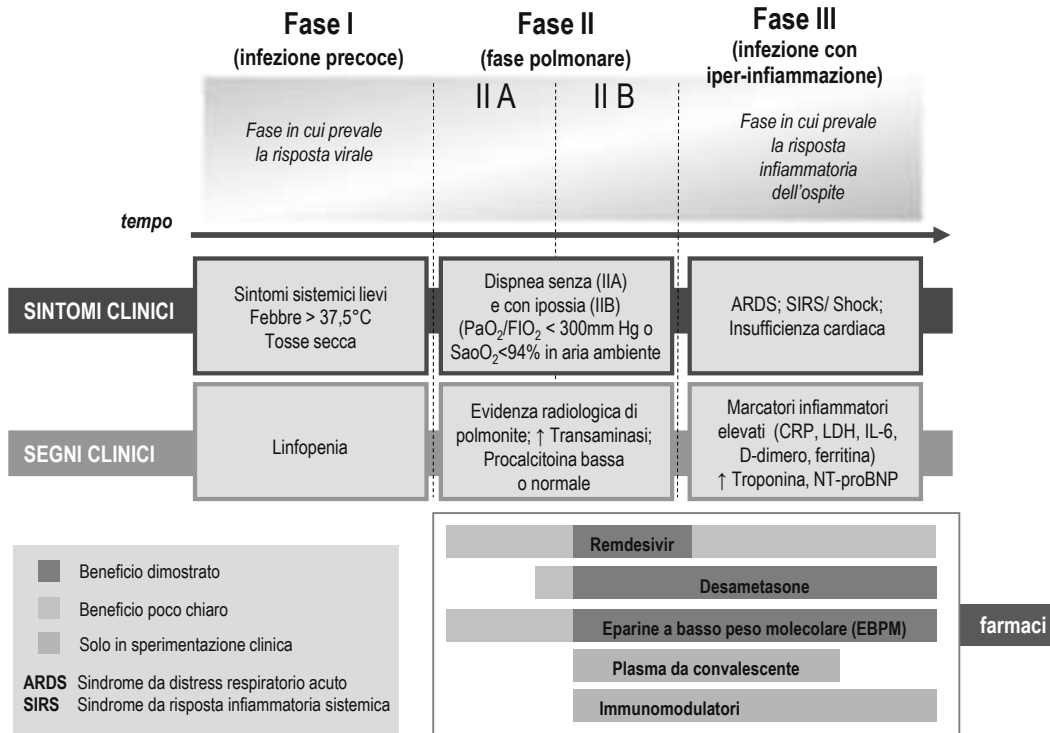 Fase I
(infezione precoce)
Fase II
(fase polmonare)
Fase III
(infezione con
iper-infiammazione)
II A
II B
Fase in cui prevale
la risposta virale
Fase in cui prevale
la risposta
infiammatoria
dell'ospite
tempo
SINTOMI CLINICI
Sintomi sistemici lievi
Febbre > 37,5°C
Tosse secca
Dispnea senza (IIA)
e con ipossia (IIB)
(PaO₂/FIO₂ < 300mm Hg o
SaoO₂<94% in aria ambiente
ARDS; SIRS/ Shock;
Insufficienza cardiaca
SEGNI CLINICI
Linfopenia
Evidenza radiologica di
polmonite; ↑ Transaminasi;
Procalcitoina bassa
o normale
Marcatori infiammatori
elevati (CRP, LDH, IL-6,
D-dimero, ferritina)
↑ Troponina, NT-proBNP
Beneficio dimostrato
Beneficio poco chiaro
Solo in sperimentazione clinica
ARDS Sindrome da distress respiratorio acuto
SIRS Sindrome da risposta infiammatoria sistemica
Remdesivir
Desametasone
Eparine a basso peso molecolare (EBPM)
Plasma da convalescente
Immunomodulatori
farmaci